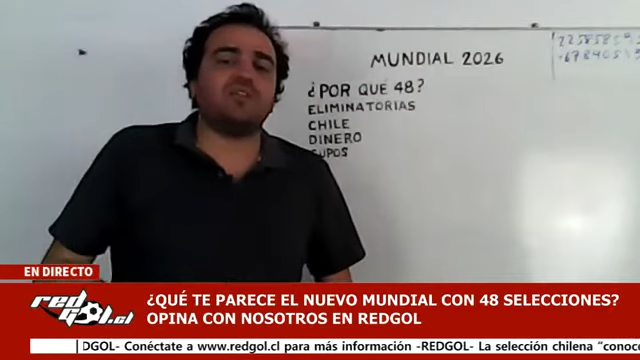 MUNDIAL 2026
¿POR QUÉ 48?
ELIMINATORIAS
CHILE
DINERO
EN DIRECTO
redgol.cl
¿QUÉ TE PARECE EL NUEVO MUNDIAL CON 48 SELECCIONES?
OPINA CON NOSOTROS EN REDGOL
DGOL- Conéctate a www.redgol.cl para más información -REDGOL- La selección chilena "conoc